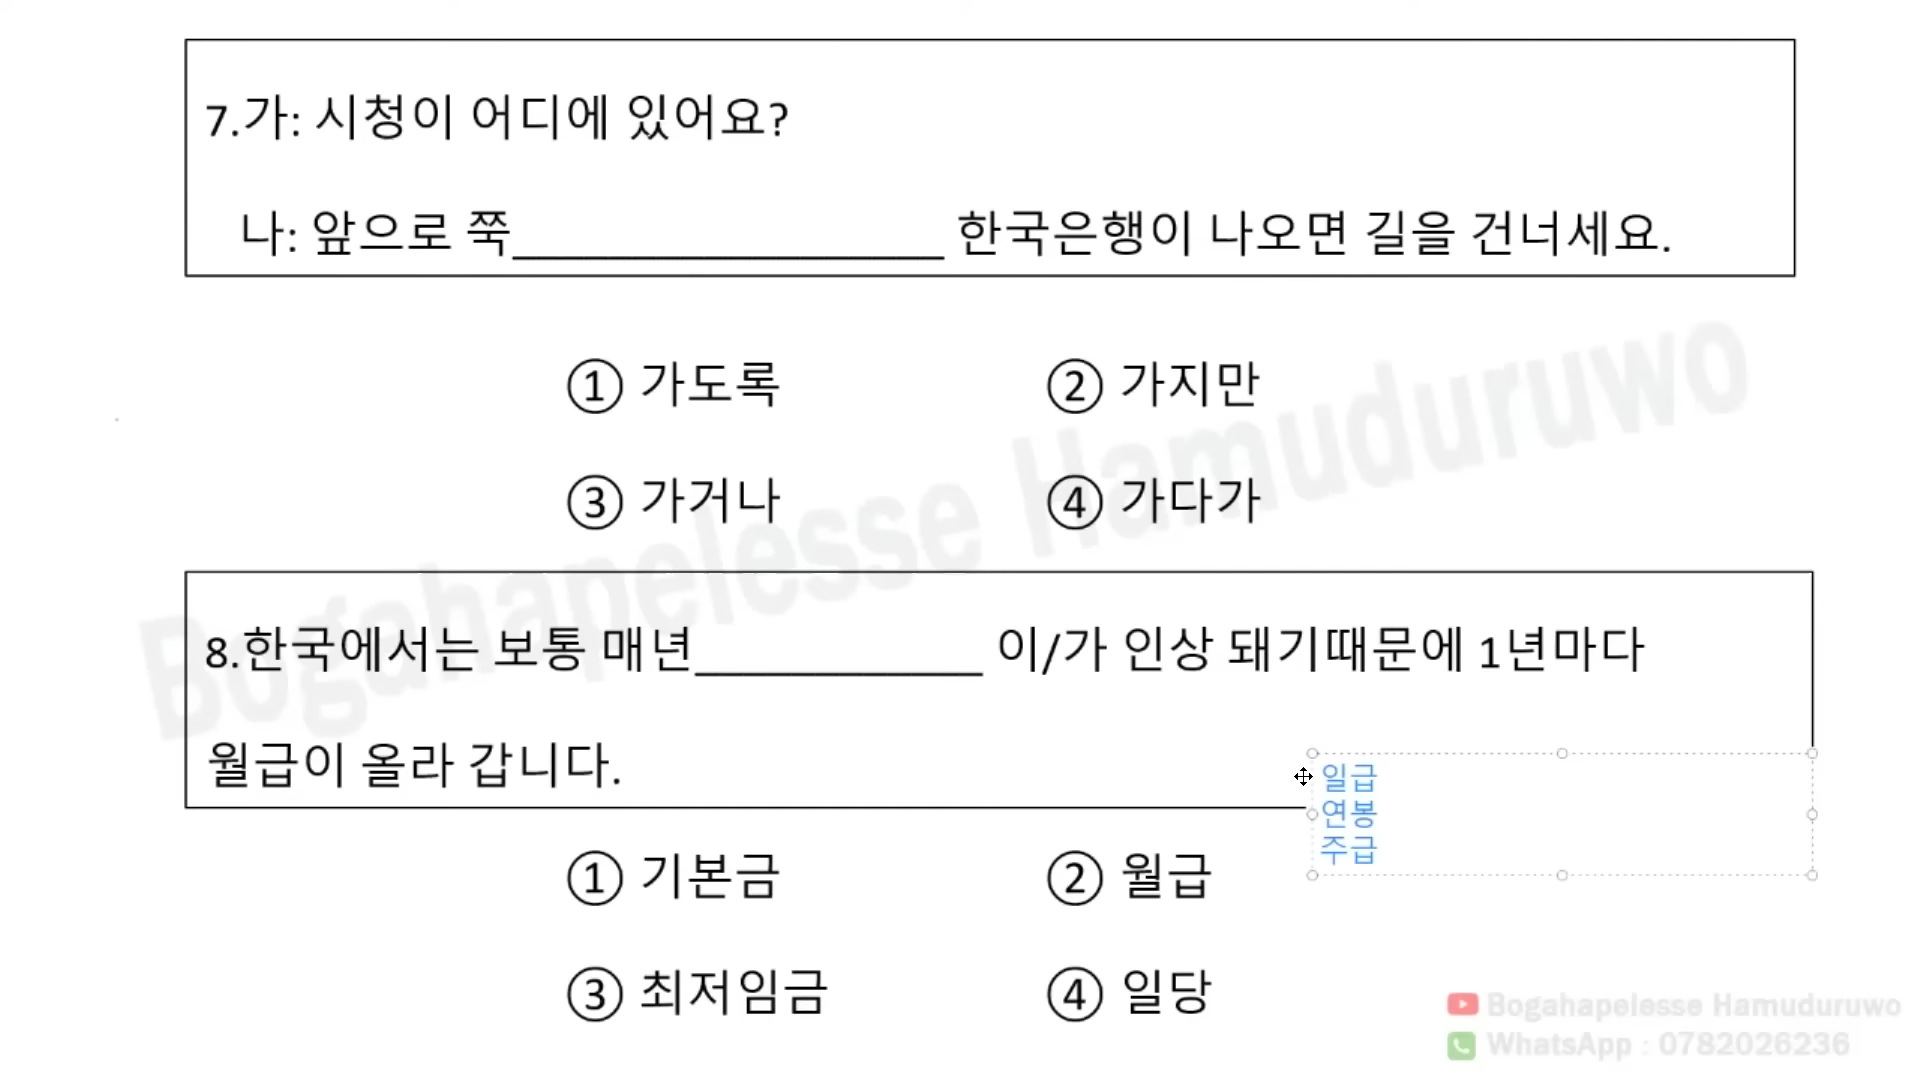 7.가: 시청이 어디에 있어요?
나: 앞으로 쭉__________________ 한국은행이 나오면 길을 건너세요.
① 가도록 ② 가지만
③ 가거나 ④ 가다가
8.한국에서는 보통 매년____________ 이/가 인상 돼기때문에 1년마다
월급이 올라 갑니다.
일급
연봉
주급
① 기본금 ② 월급
③ 최저임금 ④ 일당
Bogahapelesse Hamuduruwo
Bogahapelesse Hamuduruwo
WhatsApp : 0782026236